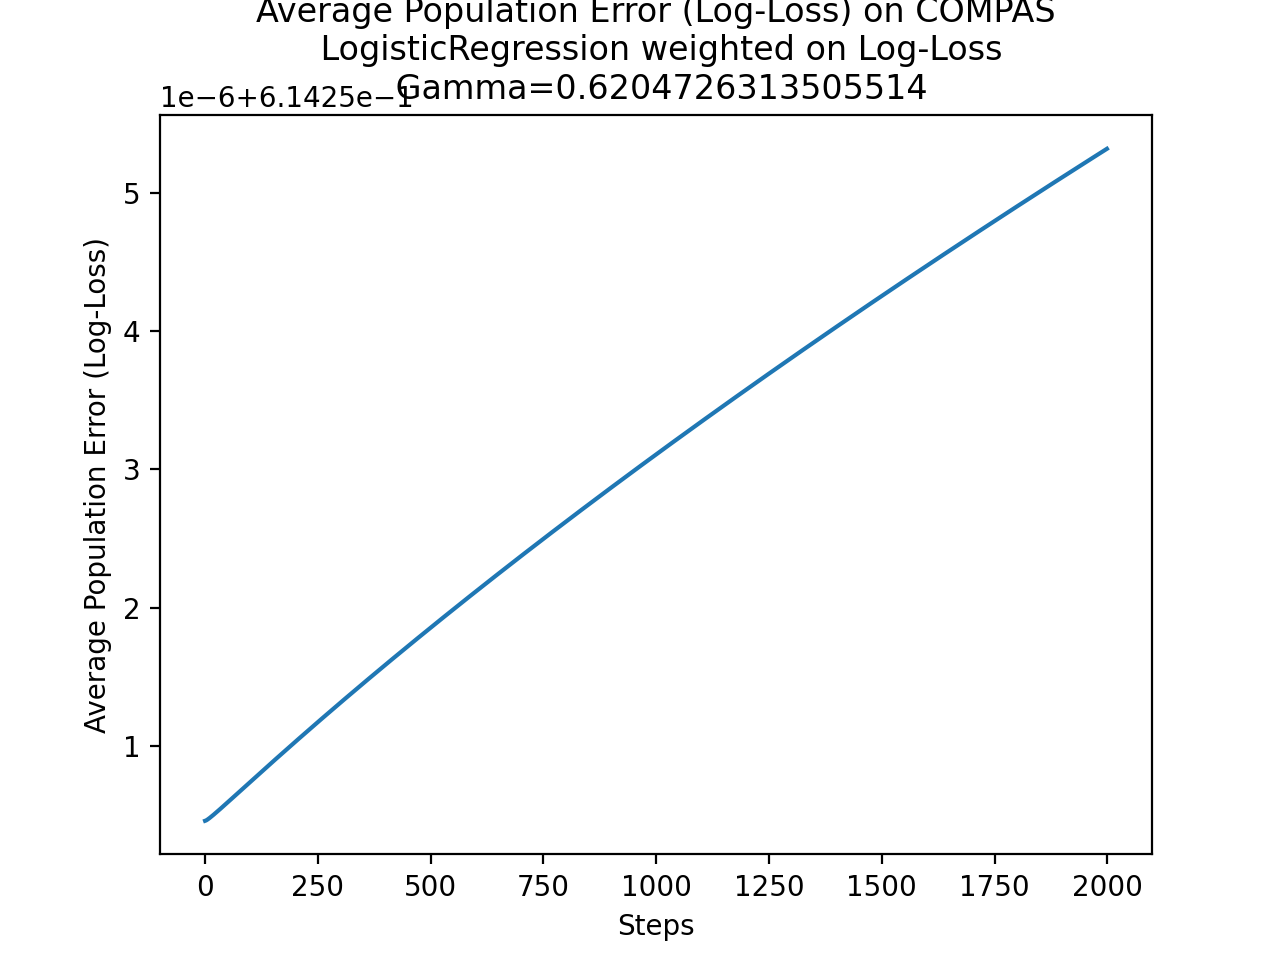 Average Population Error (Log-Loss) on COMPAS
LogisticRegression weighted on Log-Loss
Gamma=0.6204726313505514
1e−6+6.1425e−1
Average Population Error (Log-Loss)
5
4
3
2
1
0 250 500 750 1000 1250 1500 1750 2000
Steps